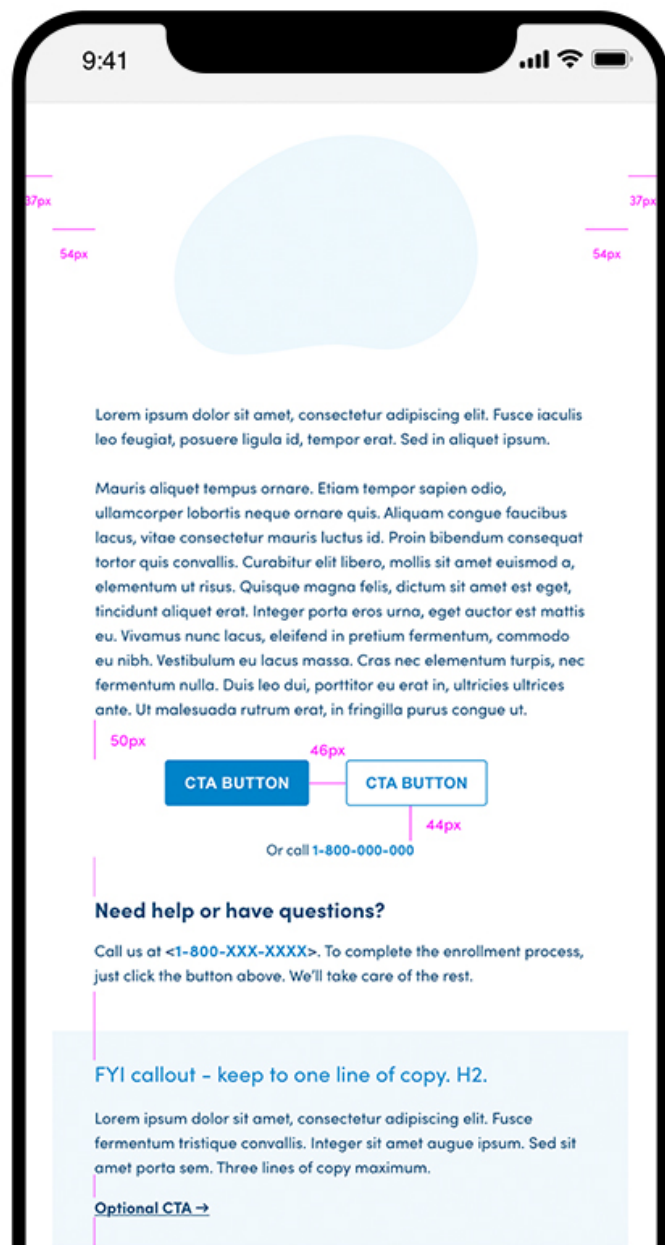 9:41
37px
37px
54px
54px
Lorem ipsum dolor sit amet, consectetur adipiscing elit. Fusce iaculis
leo feugiat, posuere ligula id, tempor erat. Sed in aliquet ipsum.
Mauris aliquet tempus ornare. Etiam tempor sapien odio,
ullamcorper lobortis neque ornare quis. Aliquam congue faucibus
lacus, vitae consectetur mauris luctus id. Proin bibendum consequat
tortor quis convallis. Curabitur elit libero, mollis sit amet euismod a,
elementum ut risus. Quisque magna felis, dictum sit amet est eget,
tincidunt aliquet erat. Integer porta eros urna, eget auctor est mattis
eu. Vivamus nunc lacus, eleifend in pretium fermentum, commodo
eu nibh. Vestibulum eu lacus massa. Cras nec elementum turpis, nec
fermentum nulla. Duis leo dui, porttitor eu erat in, ultricies ultrices
ante. Ut malesuada rutrum erat, in fringilla purus congue ut.
50px
46px
CTA BUTTON
CTA BUTTON
44px
Or call 1-800-000-000
Need help or have questions?
Call us at <1-800-XXX-XXXX>. To complete the enrollment process,
just click the button above. We'll take care of the rest.
FYI callout - keep to one line of copy. H2.
Lorem ipsum dolor sit amet, consectetur adipiscing elit. Fusce
fermentum tristique convallis. Integer sit amet augue ipsum. Sed sit
amet porta sem. Three lines of copy maximum.
Optional CTA →